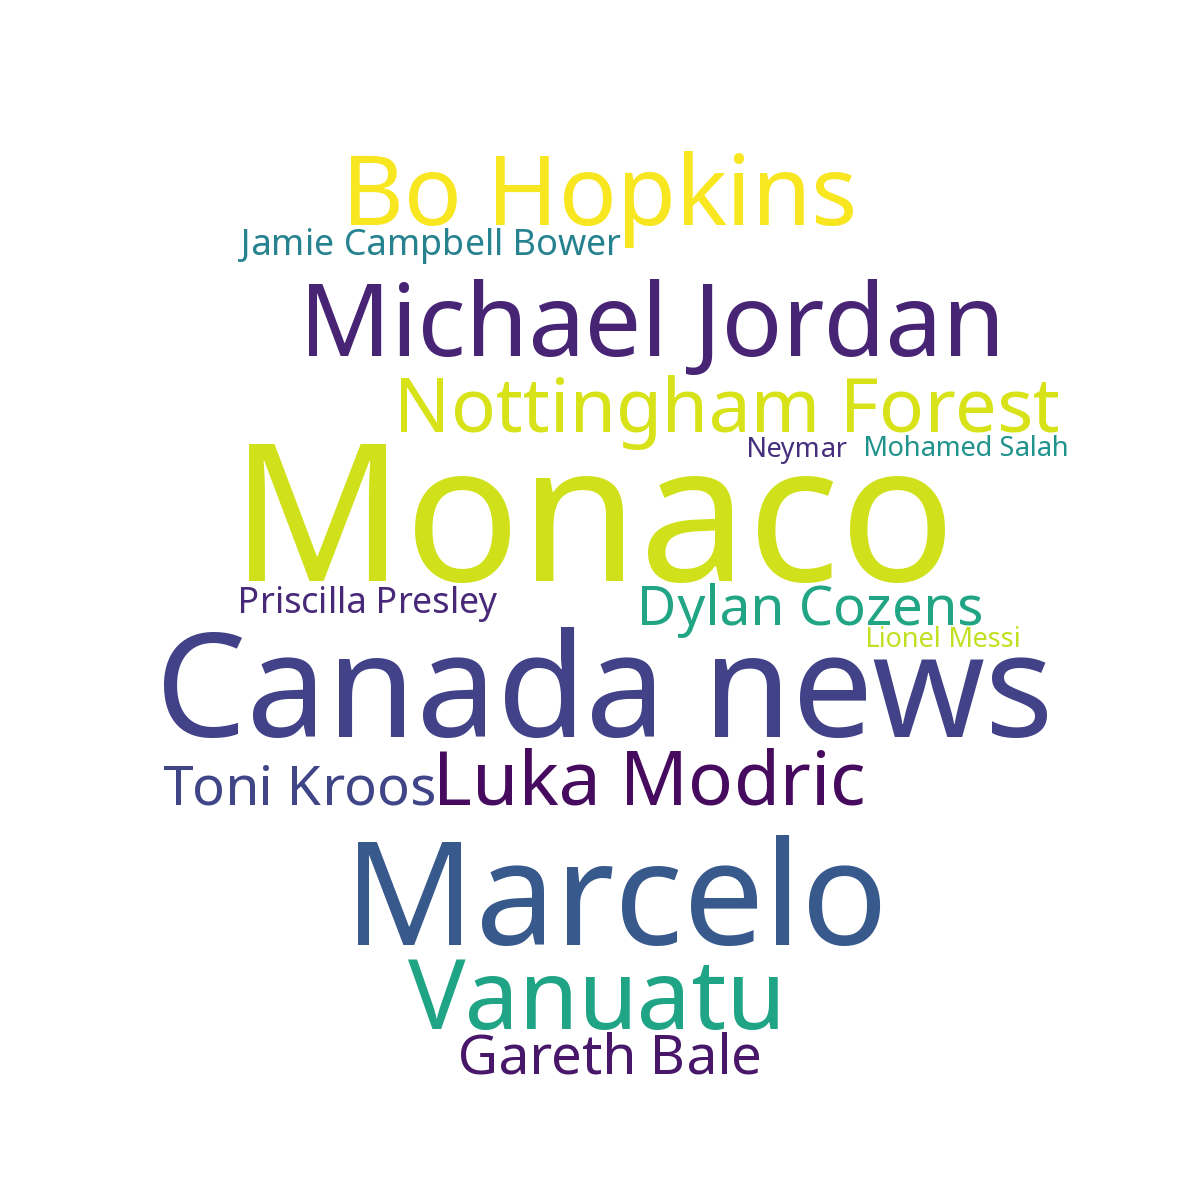 Bo Hopkins
Jamie Campbell Bower
Michael Jordan
Nottingham Forest
Neymar
Mohamed Salah
Monaco
Priscilla Presley
Dylan Cozens
Lionel Messi
Canada news
Toni Kroos
Luka Modric
Marcelo
Vanuatu
Gareth Bale